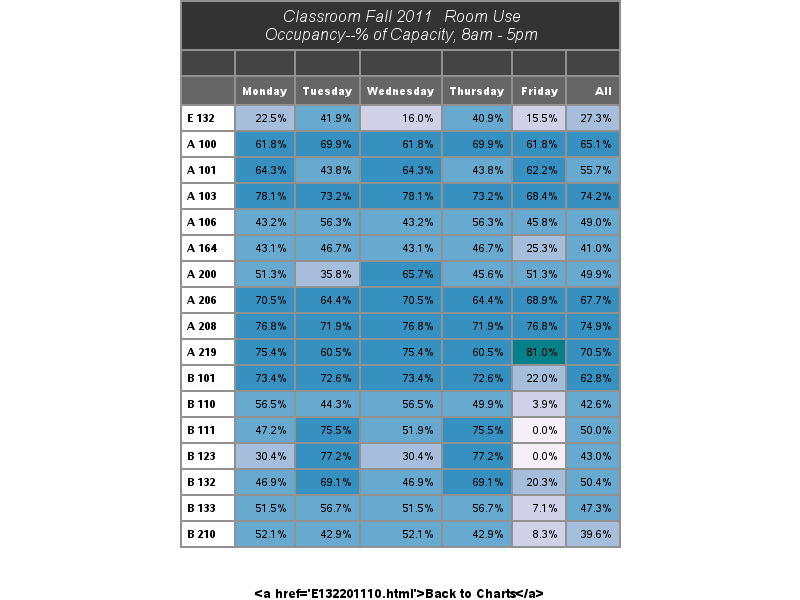 Classroom Fall 2011 Room Use
Occupancy--% of Capacity, 8am - 5pm
Monday Tuesday Wednesday Thursday Friday All
E 132 22.5% 41.9% 16.0% 40.9% 15.5% 27.3%
A 100 61.8% 69.9% 61.8% 69.9% 61.8% 65.1%
A 101 64.3% 43.8% 64.3% 43.8% 62.2% 55.7%
A 103 78.1% 73.2% 78.1% 73.2% 68.4% 74.2%
A 106 43.2% 56.3% 43.2% 56.3% 45.8% 49.0%
A 164 43.1% 46.7% 43.1% 46.7% 25.3% 41.0%
A 200 51.3% 35.8% 65.7% 45.6% 51.3% 49.9%
A 206 70.5% 64.4% 70.5% 64.4% 68.9% 67.7%
A 208 76.8% 71.9% 76.8% 71.9% 76.8% 74.9%
A 219 75.4% 60.5% 75.4% 60.5% 81.0% 70.5%
B 101 73.4% 72.6% 73.4% 72.6% 22.0% 62.8%
B 110 56.5% 44.3% 56.5% 49.9% 3.9% 42.6%
B 111 47.2% 75.5% 51.9% 75.5% 0.0% 50.0%
B 123 30.4% 77.2% 30.4% 77.2% 0.0% 43.0%
B 132 46.9% 69.1% 46.9% 69.1% 20.3% 50.4%
B 133 51.5% 56.7% 51.5% 56.7% 7.1% 47.3%
B 210 52.1% 42.9% 52.1% 42.9% 8.3% 39.6%
&lt;a href='E132201110.html'&gt;Back to Charts&lt;/a&gt;